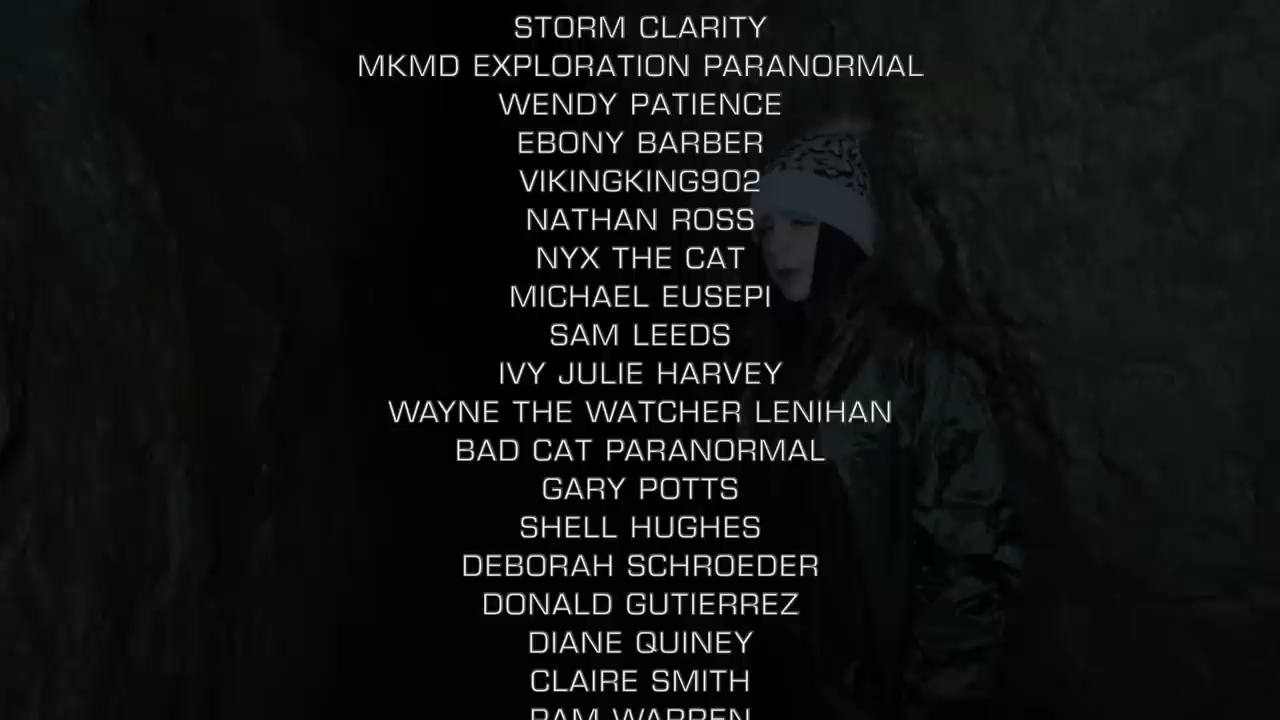 STORM CLARITY
MKMD EXPLORATION PARANORMAL
WENDY PATIENCE
EBONY BARBER
VIKINGKING902
NATHAN ROSS
NYX THE CAT
MICHAEL EUSEPI
SAM LEEDS
IVY JULIE HARVEY
WAYNE THE WATCHER LENIHAN
BAD CAT PARANORMAL
GARY POTTS
SHELL HUGHES
DEBORAH SCHROEDER
DONALD GUTIERREZ
DIANE QUINEY
CLAIRE SMITH
PAM WARREN